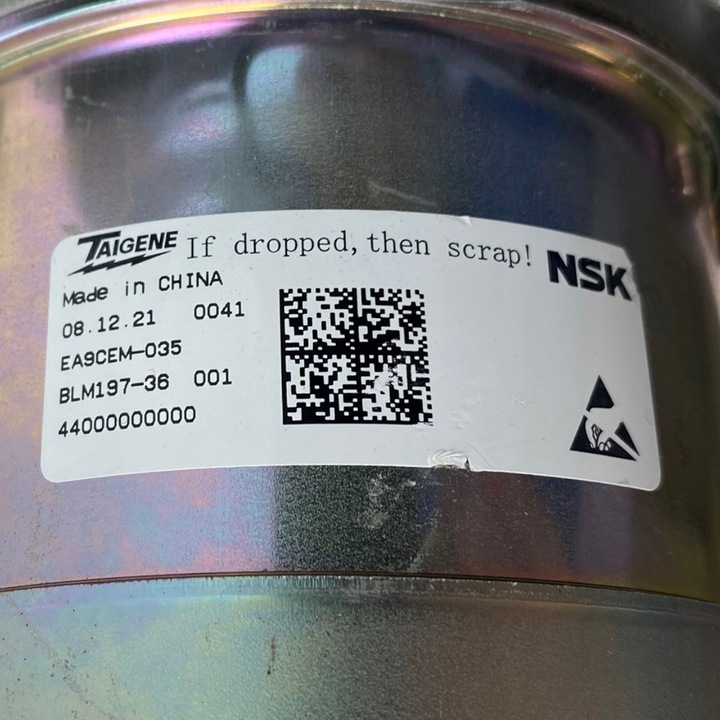 TAIGENE If dropped, then scrap! NSK
Made in CHINA
08.12.21 0041
EA9CEM-035
BLM197-36 001
44000000000